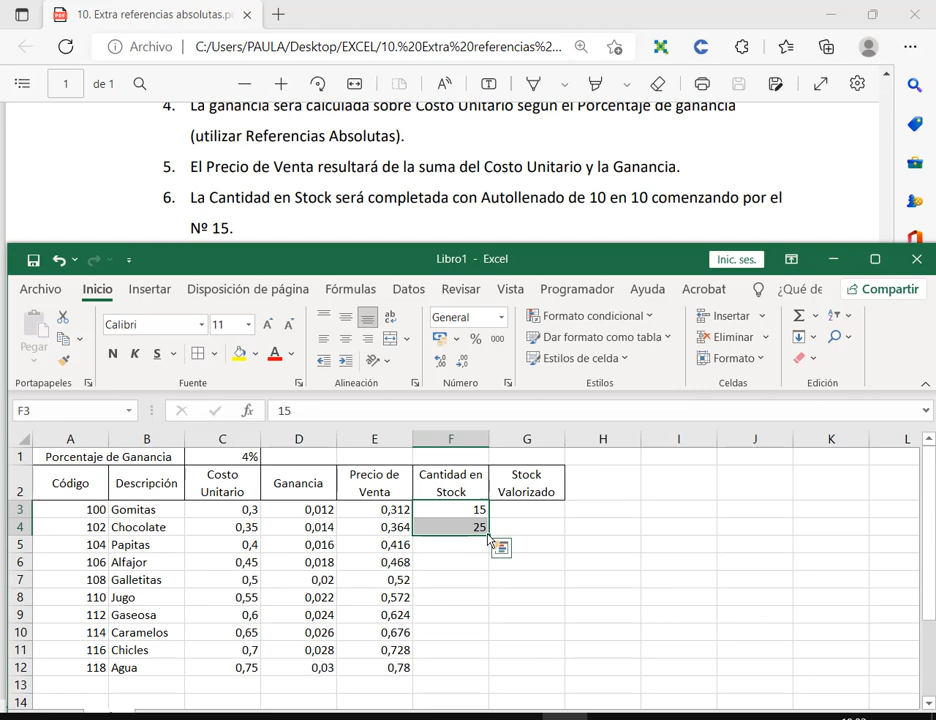 10. Extra referencias absolutas.p
Archivo C:/Users/PAULA/Desktop/EXCEL/10.%20Extra%20referencias%2...
1 de 1
4. La ganancia será calculada sobre Costo Unitario según el Porcentaje de ganancia
(utilizar Referencias Absolutas).
5. El Precio de Venta resultará de la suma del Costo Unitario y la Ganancia.
6. La Cantidad en Stock será completada con Autollenado de 10 en 10 comenzando por el
Nº 15.
Libro1 - Excel Inic. ses.
Archivo Inicio Insertar Disposición de página Fórmulas Datos Revisar Vista Programador Ayuda Acrobat ¿Qué de Compartir
Pegar Calibri 11 General Formato condicional Insertar
N K S % 000 Dar formato como tabla Eliminar
Estilos de celda Formato
Portapapeles Fuente Alineación Número Estilos Celdas Edición
F3 fx 15
A B C D E F G H I J K L
1 Porcentaje de Ganancia 4%
2 Código Descripción Costo Unitario Ganancia Precio de Venta Cantidad en Stock Stock Valorizado
3 100 Gomitas 0,3 0,012 0,312 15
4 102 Chocolate 0,35 0,014 0,364 25
5 104 Papitas 0,4 0,016 0,416
6 106 Alfajor 0,45 0,018 0,468
7 108 Galletitas 0,5 0,02 0,52
8 110 Jugo 0,55 0,022 0,572
9 112 Gaseosa 0,6 0,024 0,624
10 114 Caramelos 0,65 0,026 0,676
11 116 Chicles 0,7 0,028 0,728
12 118 Agua 0,75 0,03 0,78
13
14